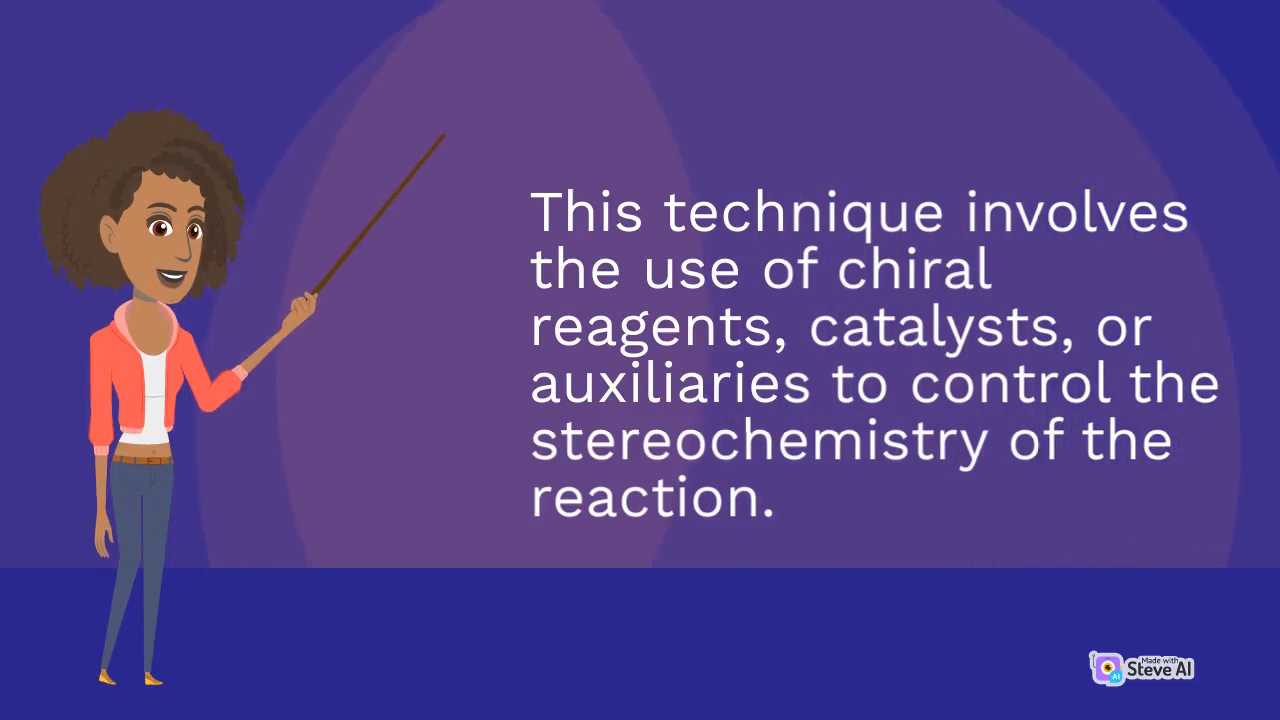 This technique involves
the use of chiral
reagents, catalysts, or
auxiliaries to control the
stereochemistry of the
reaction.
Made with
Steve AI
AI